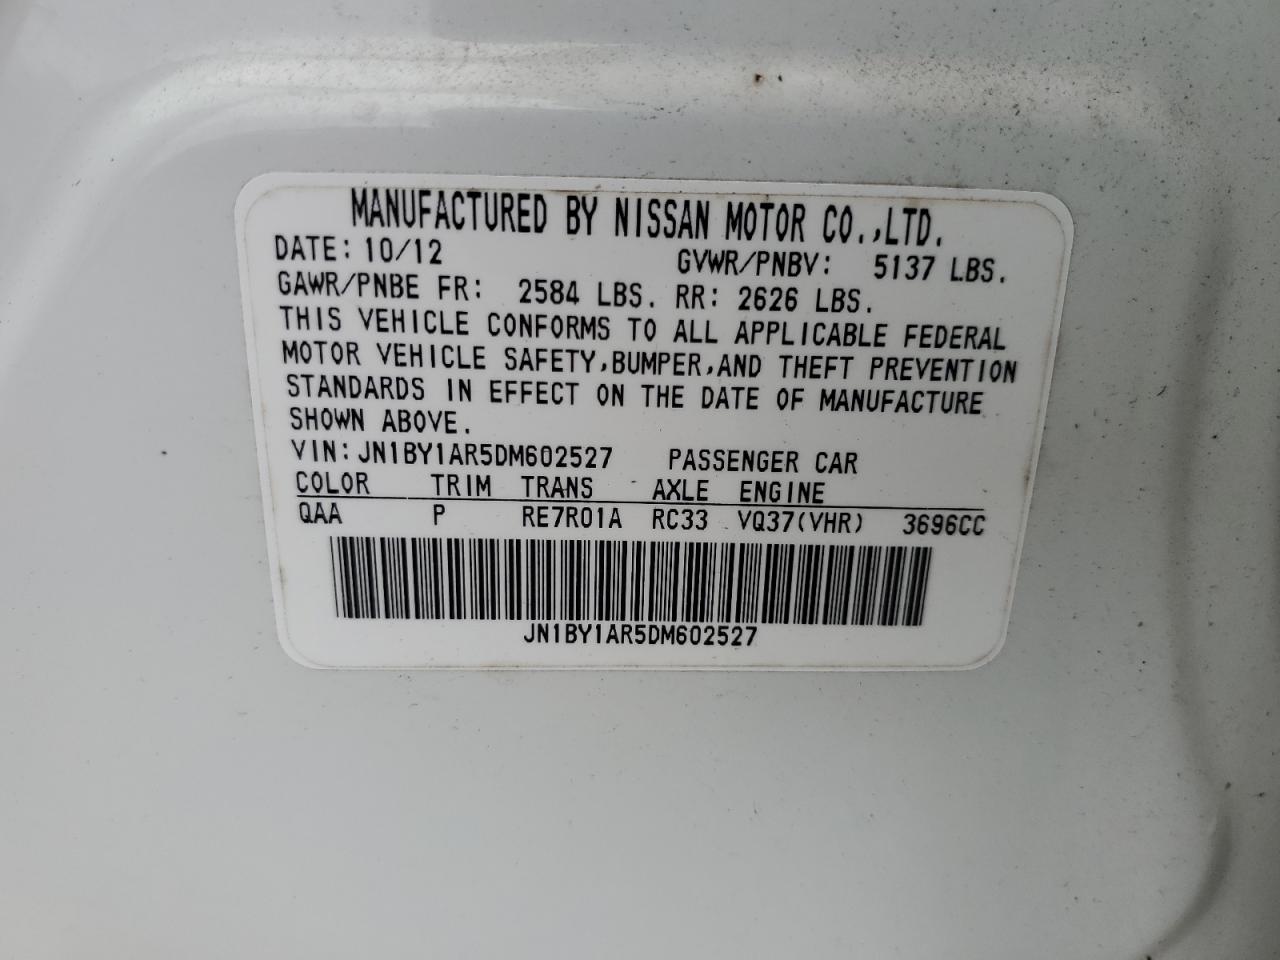 MANUFACTURED BY NISSAN MOTOR CO.,LTD.
DATE: 10/12 GVWR/PNBV: 5137 LBS.
GAWR/PNBE FR: 2584 LBS. RR: 2626 LBS.
THIS VEHICLE CONFORMS TO ALL APPLICABLE FEDERAL
MOTOR VEHICLE SAFETY,BUMPER,AND THEFT PREVENTION
STANDARDS IN EFFECT ON THE DATE OF MANUFACTURE
SHOWN ABOVE.
VIN: JN1BY1AR5DM602527 PASSENGER CAR
COLOR TRIM TRANS AXLE ENGINE
QAA P RE7R01A RC33 VQ37(VHR) 3696CC
JN1BY1AR5DM602527